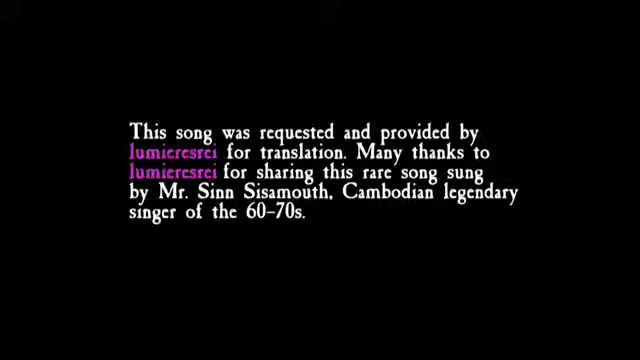 This song was requested and provided by
lumieresrei for translation. Many thanks to
lumieresrei for sharing this rare song sung
by Mr. Sinn Sisamouth, Cambodian legendary
singer of the 60-70s.